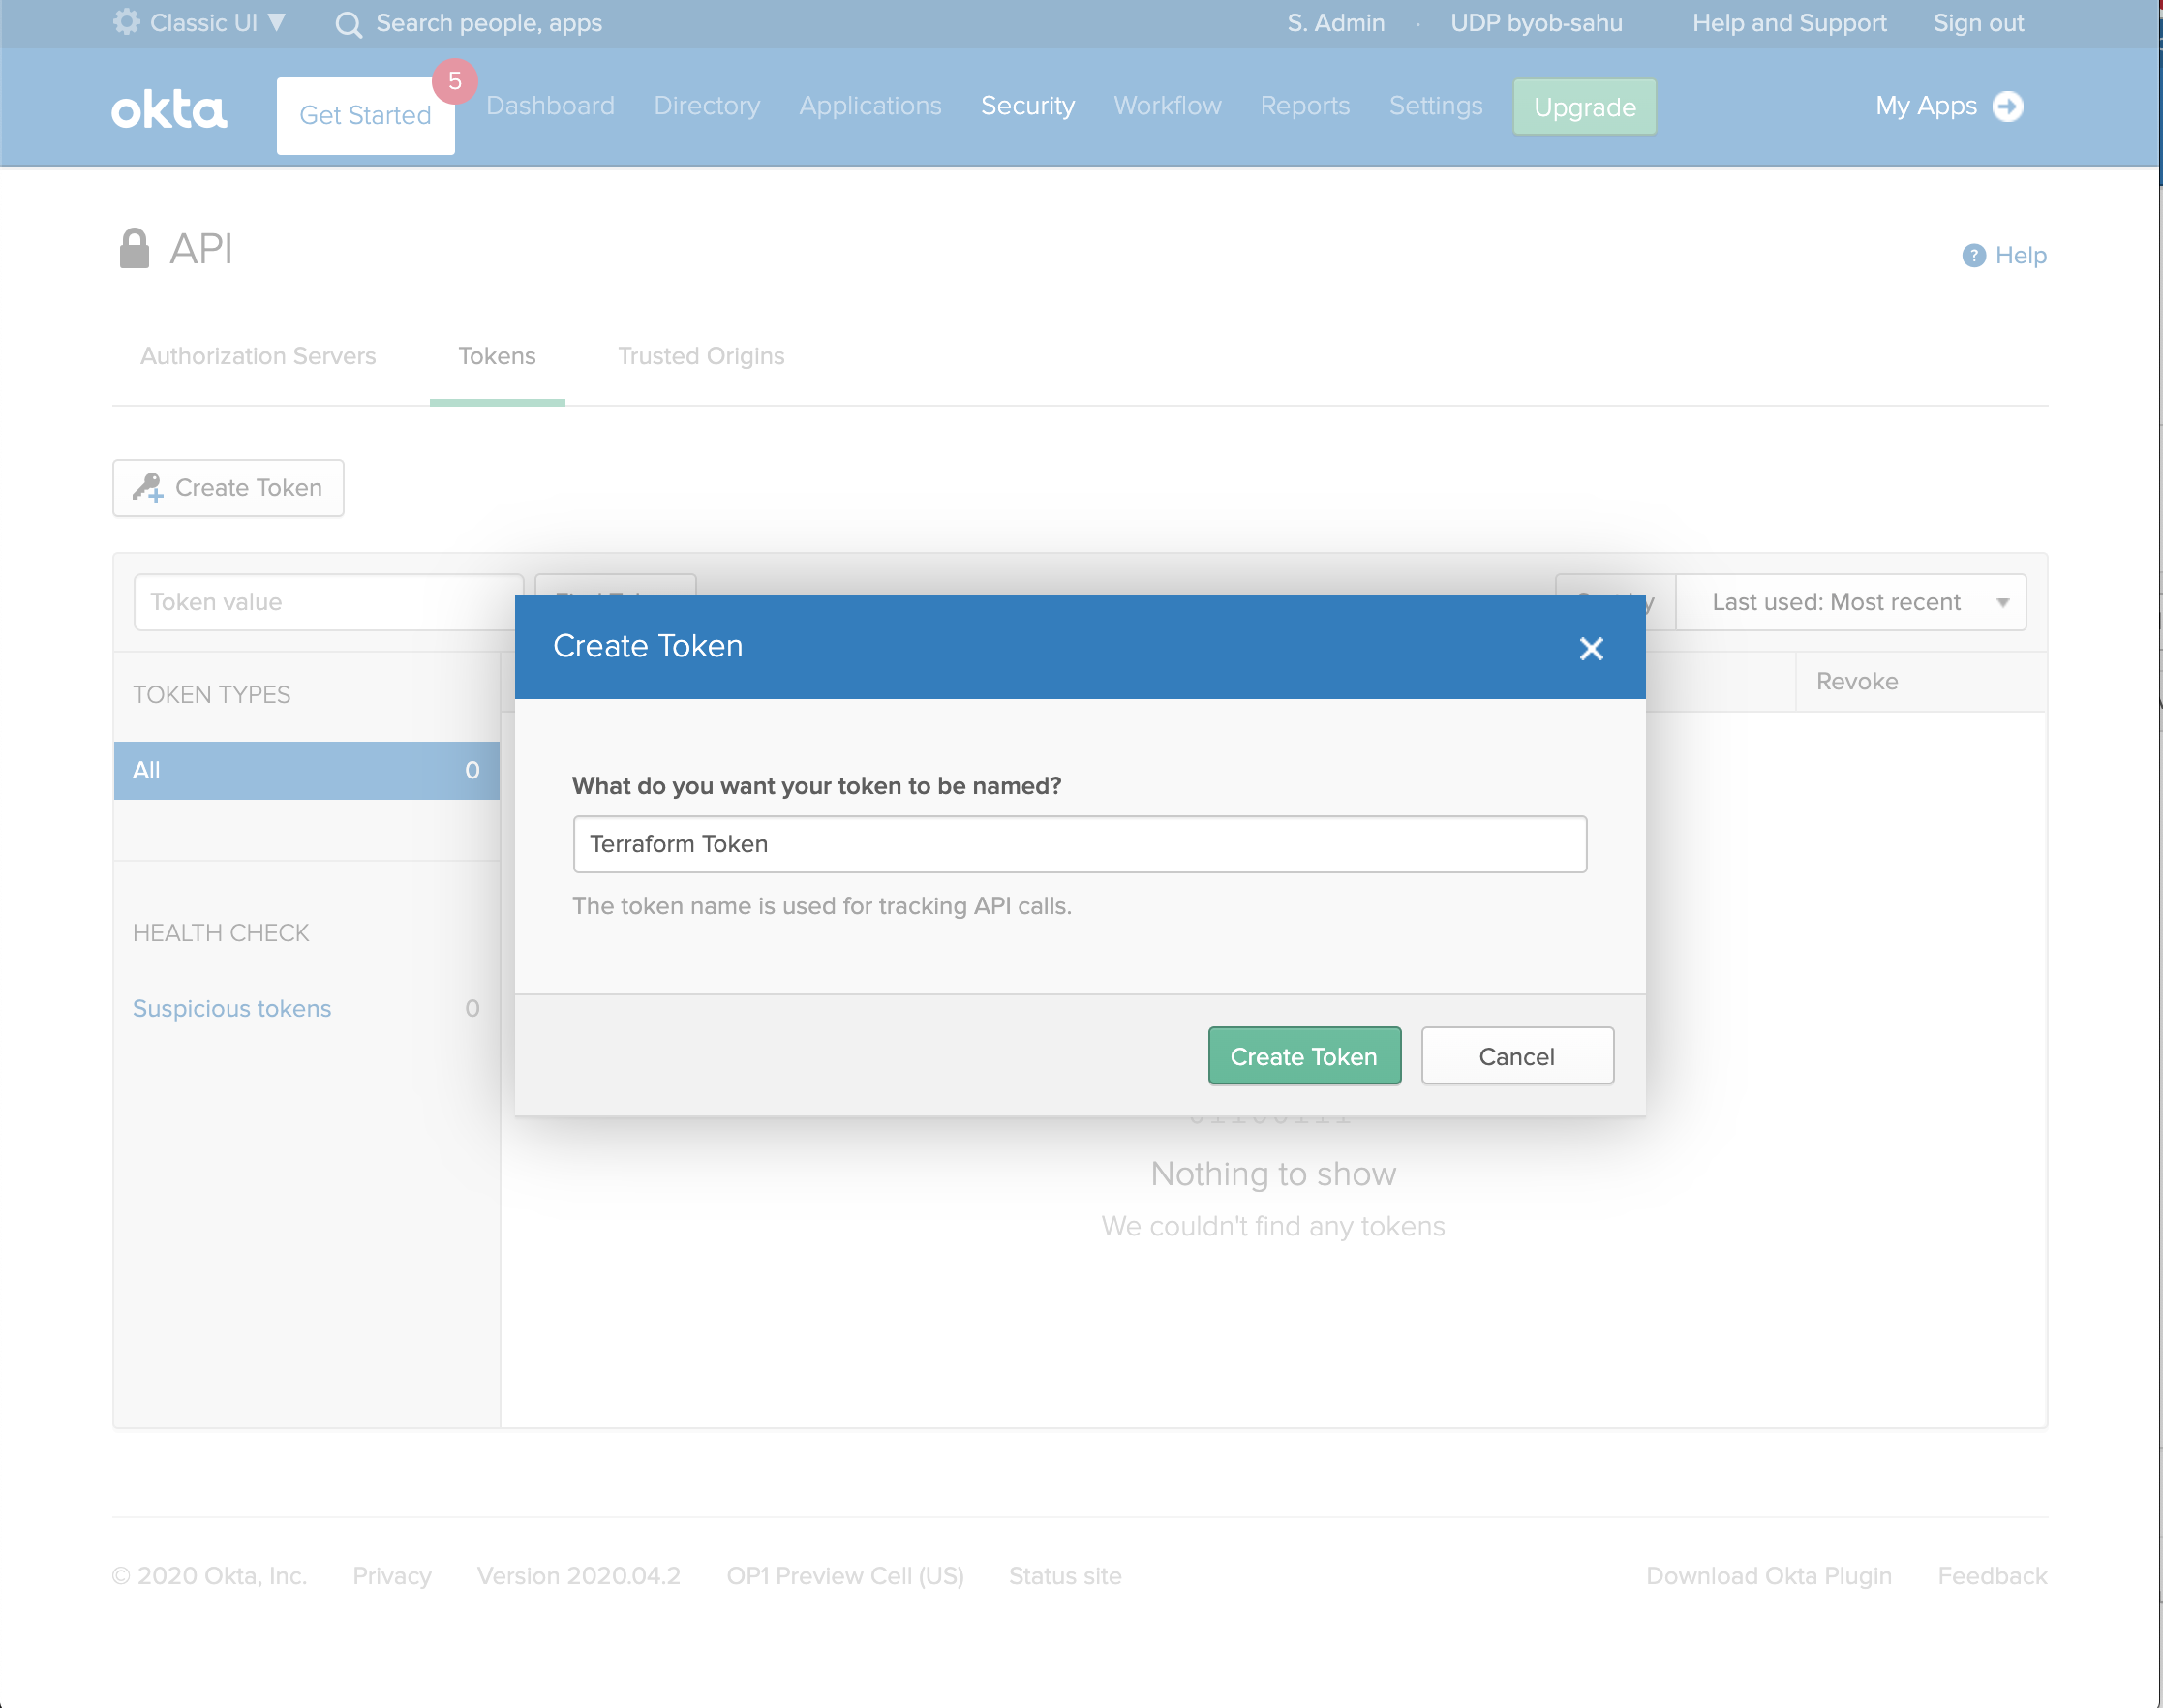 Classic UI ▼ Search people, apps S. Admin · UDP byob-sahu Help and Support Sign out
okta Get Started 5 Dashboard Directory Applications Security Workflow Reports Settings Upgrade My Apps
API
? Help
Authorization Servers Tokens Trusted Origins
Create Token
Token value Last used: Most recent
Create Token
TOKEN TYPES
Revoke
All 0
What do you want your token to be named?
Terraform Token
The token name is used for tracking API calls.
HEALTH CHECK
Suspicious tokens 0
Create Token Cancel
Nothing to show
We couldn't find any tokens
© 2020 Okta, Inc. Privacy Version 2020.04.2 OP1 Preview Cell (US) Status site Download Okta Plugin Feedback